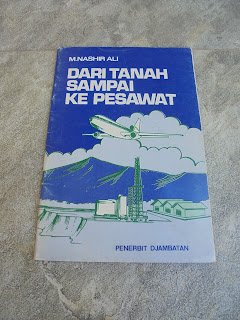 M.NASHIR ALI
DARI TANAH
SAMPAI
KE PESAWAT
PENERBIT DJAMBATAN